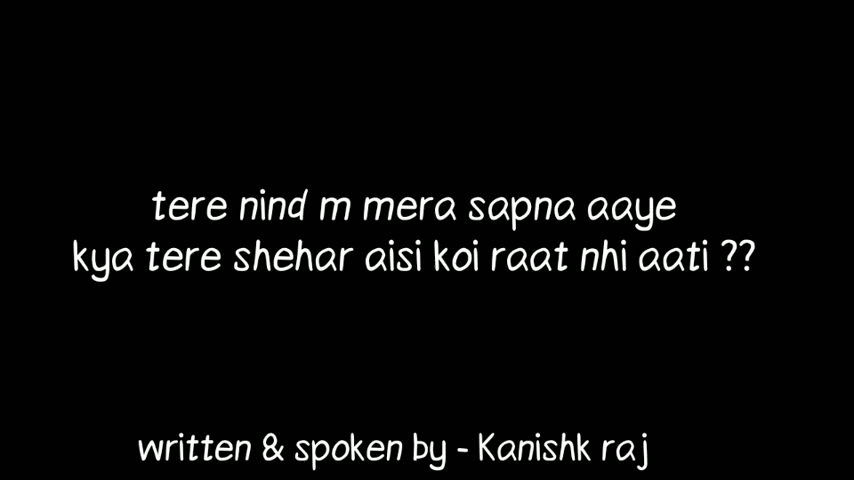 tere nind m mera sapna aaye
kya tere shehar aisi koi raat nhi aati ??
written & spoken by - Kanishk raj